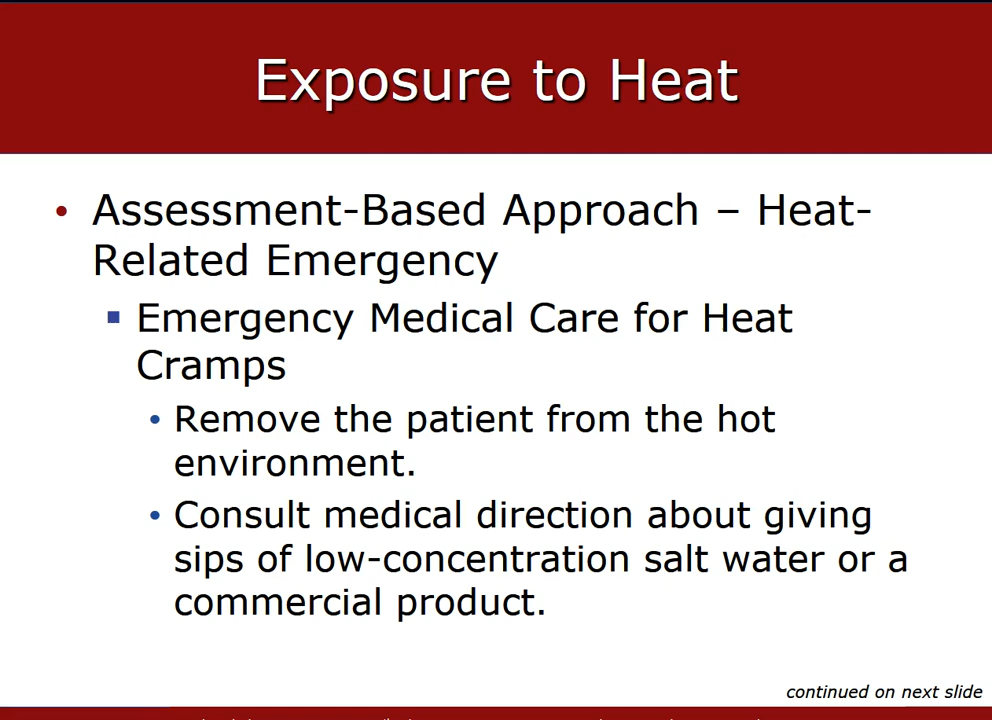 Exposure to Heat
• Assessment-Based Approach – Heat-
Related Emergency
▪ Emergency Medical Care for Heat
Cramps
• Remove the patient from the hot
environment.
• Consult medical direction about giving
sips of low-concentration salt water or a
commercial product.
continued on next slide